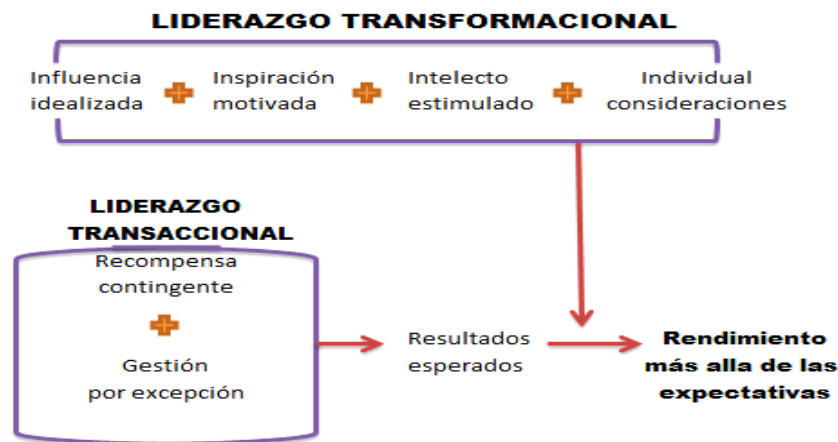 LIDERAZGO TRANSFORMACIONAL
Influencia
idealizada
Inspiración
motivada
Intelecto
estimulado
Individual
consideraciones
LIDERAZGO
TRANSACCIONAL
Recompensa
contingente
Gestión
por excepción
Resultados
esperados
Rendimiento
más alla de las
expectativas